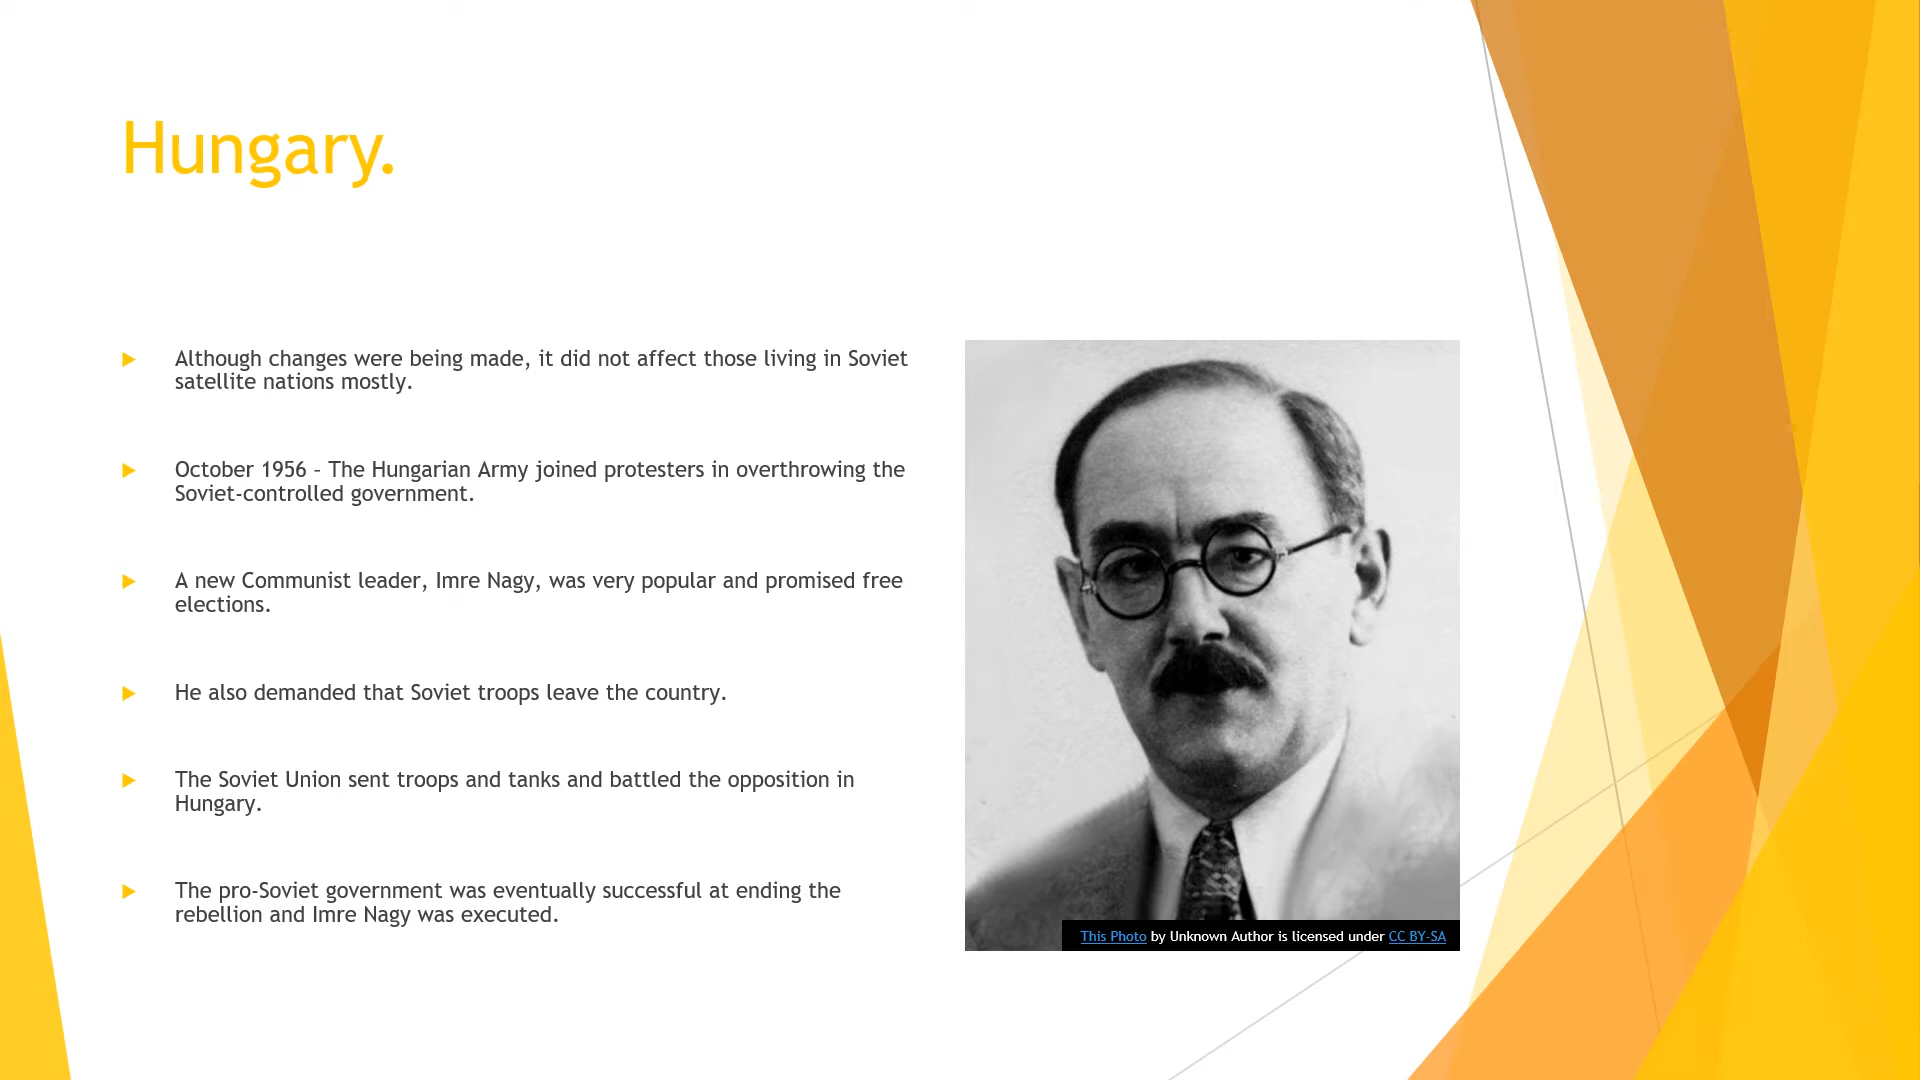 Hungary.
Although changes were being made, it did not affect those living in Soviet
satellite nations mostly.
October 1956 – The Hungarian Army joined protesters in overthrowing the
Soviet-controlled government.
A new Communist leader, Imre Nagy, was very popular and promised free
elections.
He also demanded that Soviet troops leave the country.
The Soviet Union sent troops and tanks and battled the opposition in
Hungary.
The pro-Soviet government was eventually successful at ending the
rebellion and Imre Nagy was executed.
This Photo by Unknown Author is licensed under CC BY-SA